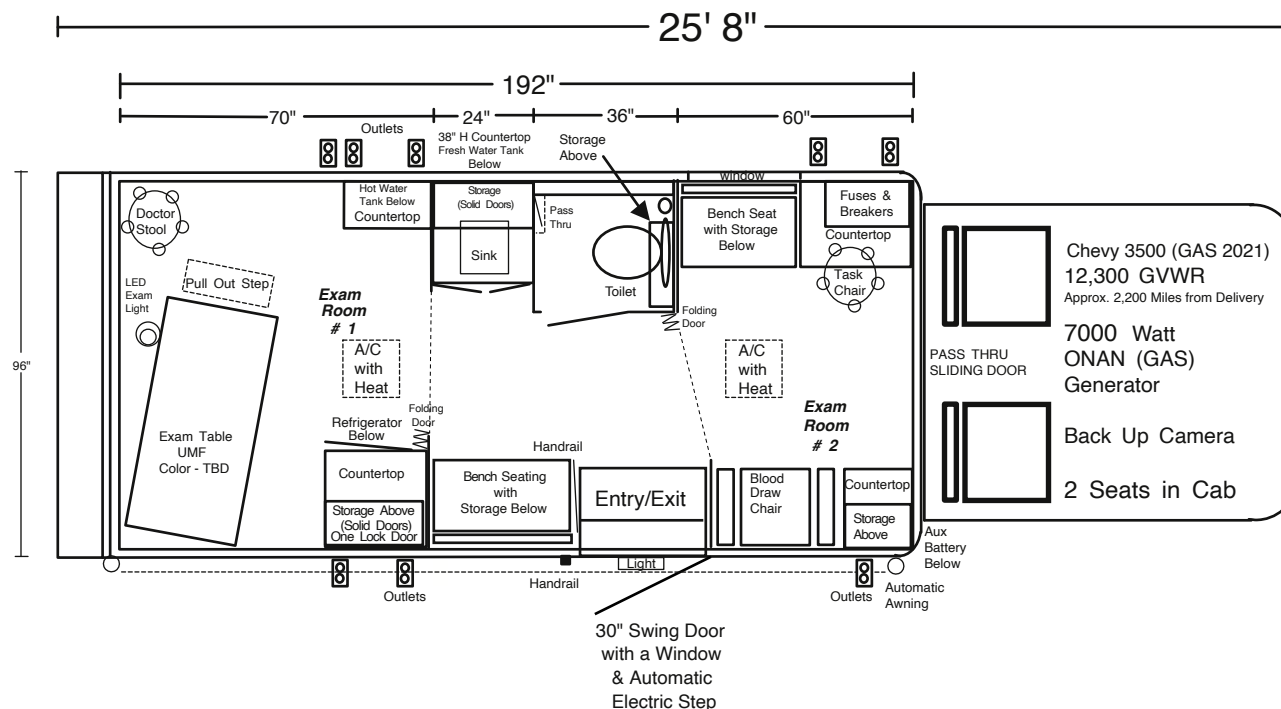 25' 8"
192"
70"
24"
36"
60"
Outlets
38" H Countertop
Fresh Water Tank
Below
Storage
Above
window
Doctor
Stool
Hot Water
Tank Below
Countertop
Storage
(Solid Doors)
Sink
Pass
Thru
Toilet
Bench Seat
with Storage
Below
Fuses &
Breakers
Countertop
Task
Chair
LED
Exam
Light
Pull Out Step
Exam
Room
# 1
A/C
with
Heat
Folding
Door
A/C
with
Heat
96"
Exam Table
UMF
Color - TBD
Refrigerator
Below
Folding
Door
Countertop
Storage Above
(Solid Doors)
One Lock Door
Handrail
Bench Seating
with
Storage Below
Entry/Exit
Exam
Room
# 2
Blood
Draw
Chair
Countertop
Storage
Above
PASS THRU
SLIDING DOOR
Chevy 3500 (GAS 2021)
12,300 GVWR
Approx. 2,200 Miles from Delivery
7000 Watt
ONAN (GAS)
Generator
Back Up Camera
2 Seats in Cab
Aux
Battery
Below
Light
Outlets
Handrail
Outlets
Automatic
Awning
30" Swing Door
with a Window
& Automatic
Electric Step